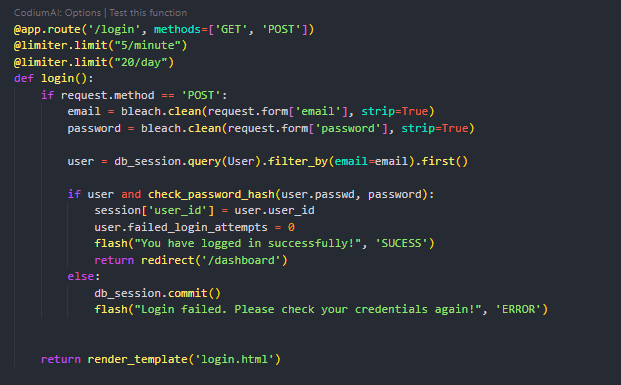 CodiumAI: Options | Test this function
@app.route('/login', methods=['GET', 'POST'])
@limiter.limit("5/minute")
@limiter.limit("20/day")
def login():
    if request.method == 'POST':
        email = bleach.clean(request.form['email'], strip=True)
        password = bleach.clean(request.form['password'], strip=True)

        user = db_session.query(User).filter_by(email=email).first()

        if user and check_password_hash(user.passwd, password):
            session['user_id'] = user.user_id
            user.failed_login_attempts = 0
            flash("You have logged in successfully!", 'SUCESS')
            return redirect('/dashboard')
        else:
            db_session.commit()
            flash("Login failed. Please check your credentials again!", 'ERROR')


    return render_template('login.html')